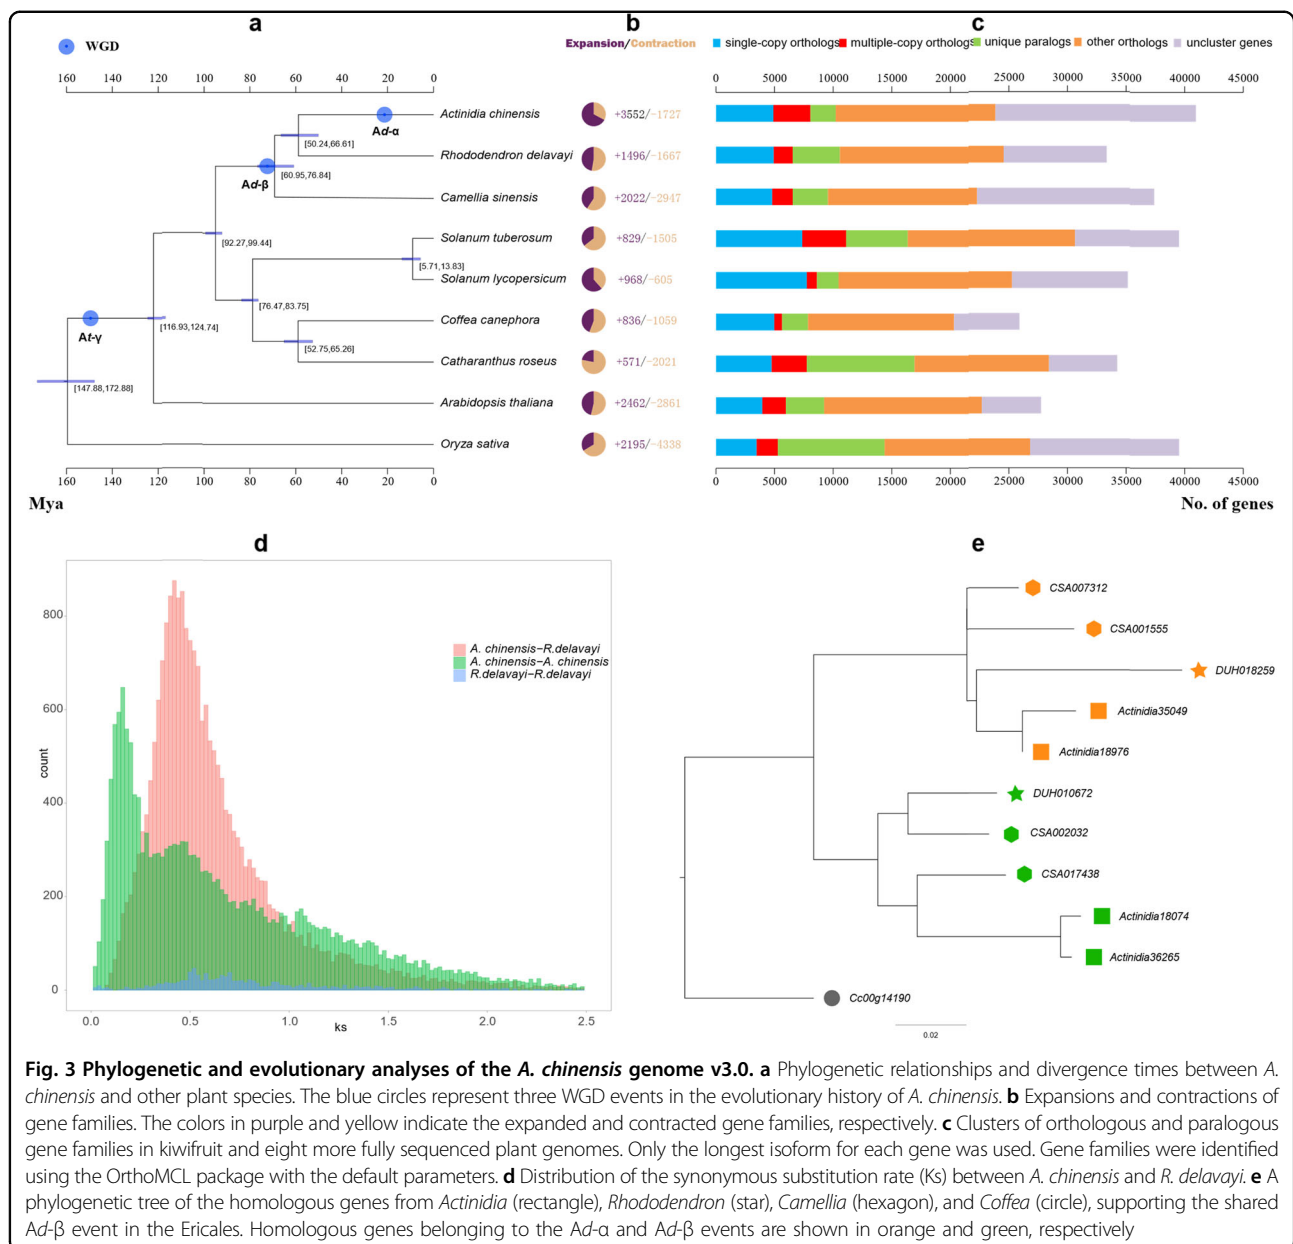 a
b
c
WGD
Expansion/Contraction
single-copy orthologs
multiple-copy orthologs
unique paralogs
other orthologs
uncluster genes
160 140 120 100 80 60 40 20 0
0 5000 10000 15000 20000 25000 30000 35000 40000 45000
Actinidia chinensis
+3552/−1727
Ad-α
[50.24,66.61]
Rhododendron delavayi
+1496/−1667
[60.95,76.84]
Ad-β
Camellia sinensis
+2022/−2947
Solanum tuberosum
+829/−1505
[92.27,99.44]
[5.71,13.83]
Solanum lycopersicum
+968/−605
[76.47,83.75]
Coffea canephora
+836/−1059
[116.93,124.74]
At-γ
[52.75,65.26]
Catharanthus roseus
+571/−2021
[147.88,172.88]
Arabidopsis thaliana
+2462/−2861
Oryza sativa
+2195/−4338
160 140 120 100 80 60 40 20 0
0 5000 10000 15000 20000 25000 30000 35000 40000 45000
Mya
No. of genes
d
800
600
400
200
0
count
A. chinensis−R.delavayi
A. chinensis−A. chinensis
R.delavayi−R.delavayi
0.0 0.5 1.0 1.5 2.0 2.5
ks
e
CSA007312
CSA001555
DUH018259
Actinidia35049
Actinidia18976
DUH010672
CSA002032
CSA017438
Actinidia18074
Actinidia36265
Cc00g14190
0.02
Fig. 3 Phylogenetic and evolutionary analyses of the A. chinensis genome v3.0. a Phylogenetic relationships and divergence times between A.
chinensis and other plant species. The blue circles represent three WGD events in the evolutionary history of A. chinensis. b Expansions and contractions of
gene families. The colors in purple and yellow indicate the expanded and contracted gene families, respectively. c Clusters of orthologous and paralogous
gene families in kiwifruit and eight more fully sequenced plant genomes. Only the longest isoform for each gene was used. Gene families were identified
using the OrthoMCL package with the default parameters. d Distribution of the synonymous substitution rate (Ks) between A. chinensis and R. delavayi. e A
phylogenetic tree of the homologous genes from Actinidia (rectangle), Rhododendron (star), Camellia (hexagon), and Coffea (circle), supporting the shared
Ad-β event in the Ericales. Homologous genes belonging to the Ad-α and Ad-β events are shown in orange and green, respectively